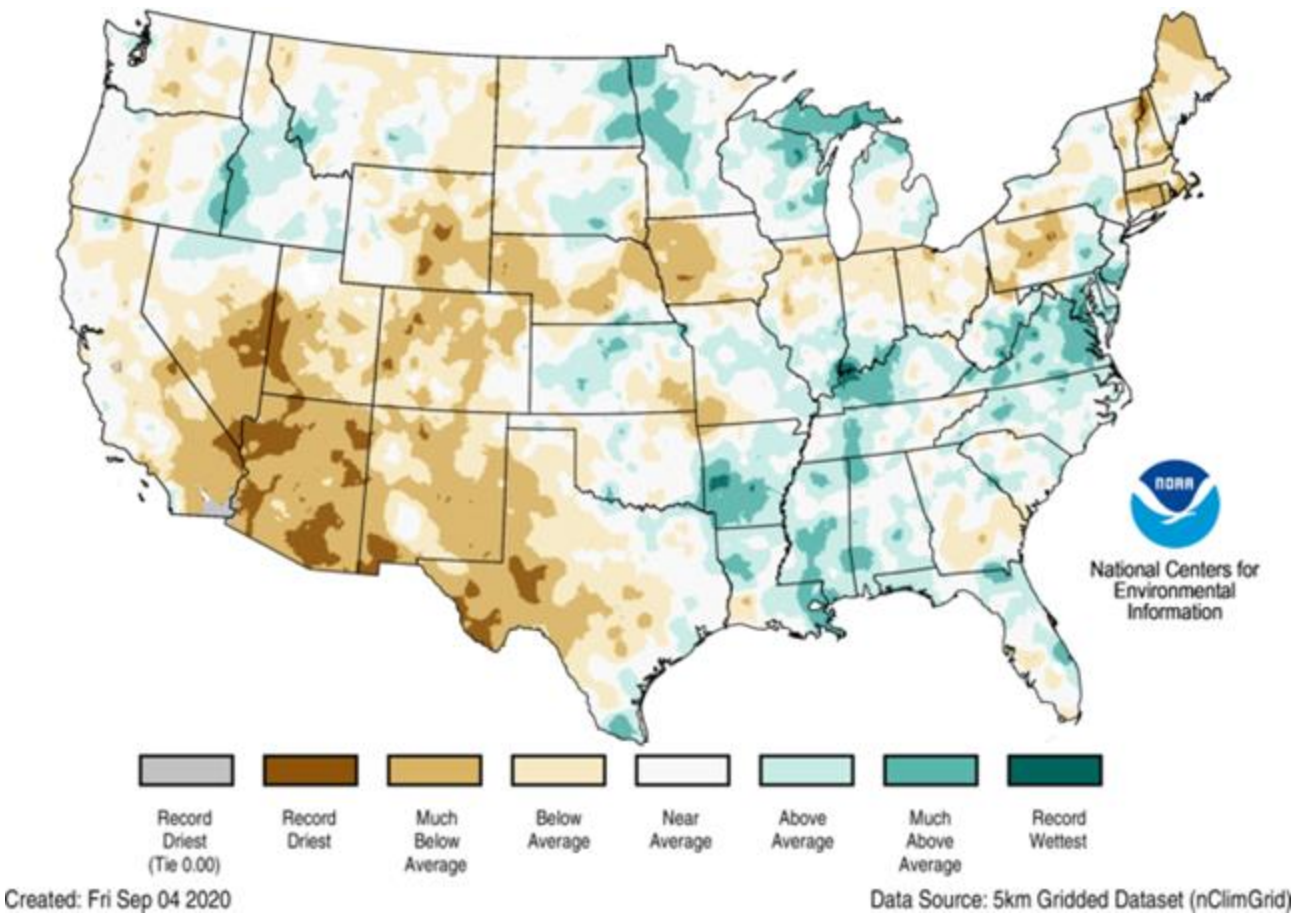 NOAA
National Centers for
Environmental
Information
Record
Driest
(Tie 0.00)
Record
Driest
Much
Below
Average
Below
Average
Near
Average
Above
Average
Much
Above
Average
Record
Wettest
Created: Fri Sep 04 2020
Data Source: 5km Gridded Dataset (nClimGrid)